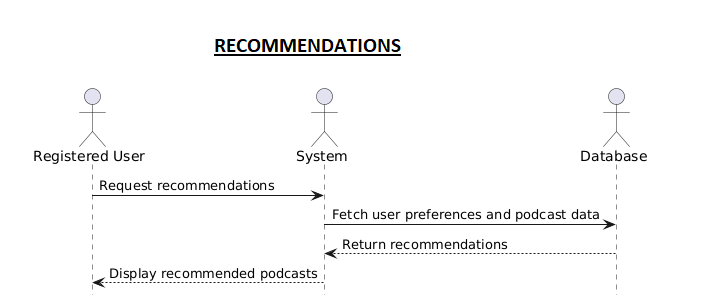 RECOMMENDATIONS
Registered User
System
Database
Request recommendations
Fetch user preferences and podcast data
Return recommendations
Display recommended podcasts